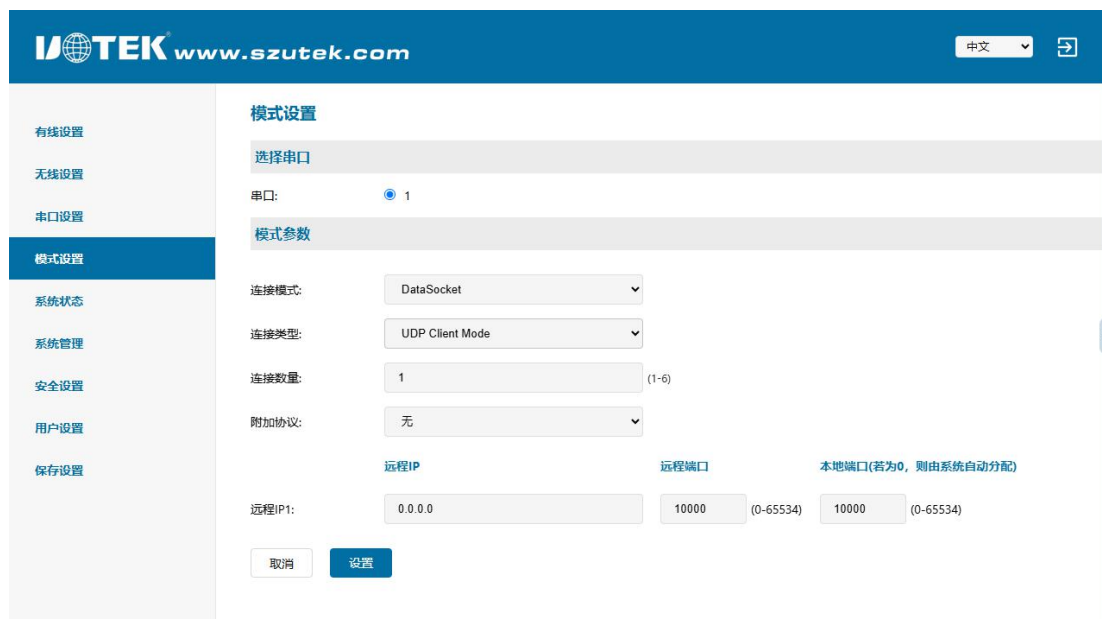 UTEK® www.szutek.com
中文
有线设置
无线设置
串口设置
模式设置
系统状态
系统管理
安全设置
用户设置
保存设置
模式设置
选择串口
串口: 1
模式参数
连接模式: DataSocket
连接类型: UDP Client Mode
连接数量: 1 (1-6)
附加协议: 无
远程IP 远程端口 本地端口(若为0，则由系统自动分配)
远程IP1: 0.0.0.0 10000 (0-65534) 10000 (0-65534)
取消 设置